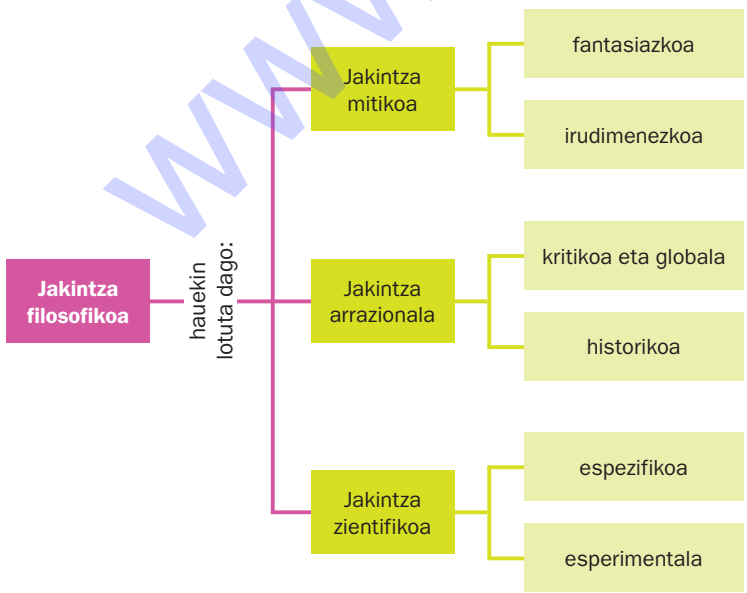 Jakintza
filosofikoa
hauekin
lotuta dago:
Jakintza
mitikoa
fantasiazkoa
irudimenezkoa
Jakintza
arrazionala
kritikoa eta globala
historikoa
Jakintza
zientifikoa
espezifikoa
esperimentala